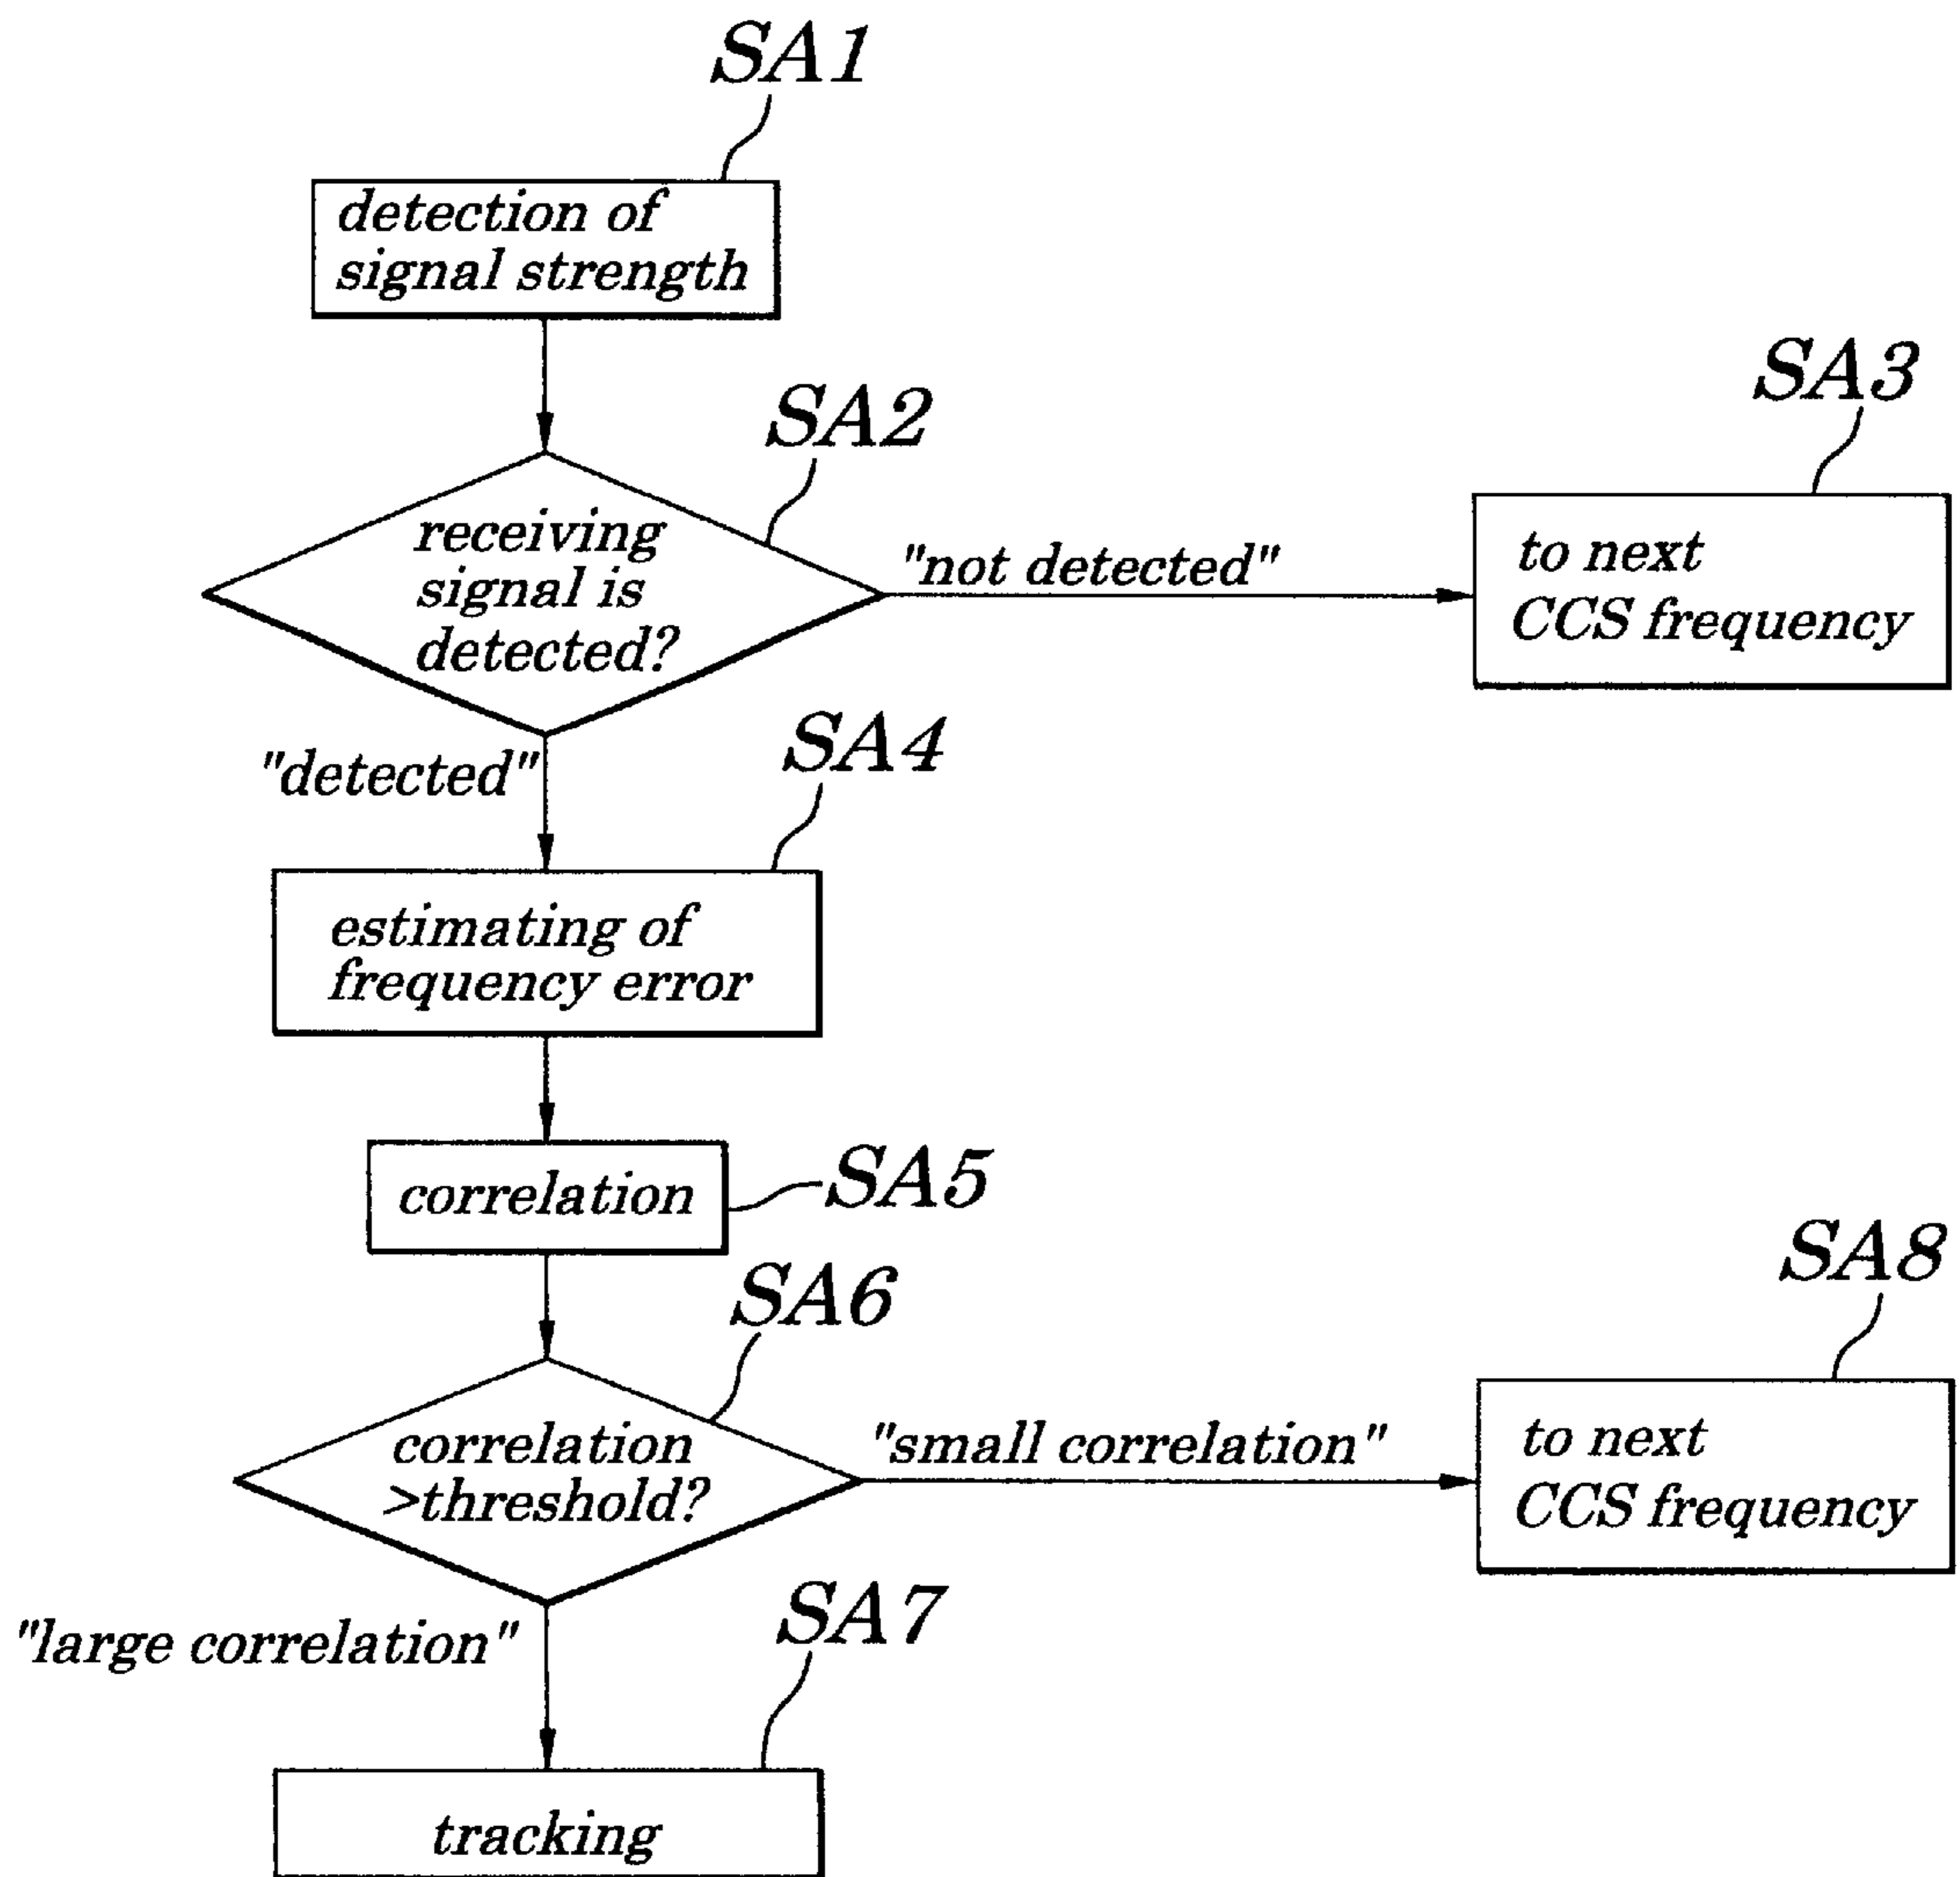 SA1
detection of
signal strength
SA2
SA3
receiving
signal is
detected?
"not detected"
to next
CCS frequency
"detected"
SA4
estimating of
frequency error
correlation
SA5
SA6
SA8
correlation
>threshold?
"small correlation"
to next
CCS frequency
"large correlation"
SA7
tracking